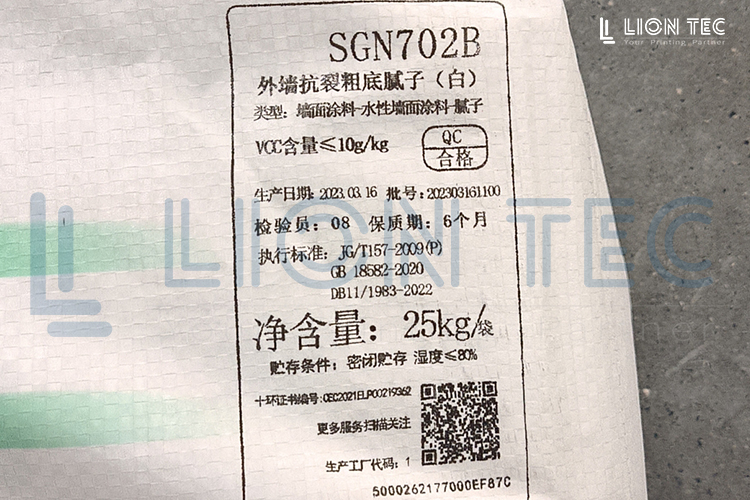 LION TEC
Your Printing Partner
SGN702B
外墙抗裂粗底腻子（白）
类型：墙面涂料-水性墙面涂料-腻子
VOC含量≤10g/kg
QC
合格
生产日期：2023.03.16 批号：202303161100
检验员：08 保质期：6个月
执行标准：JG/T157-2009(P)
GB 18582-2020
DB11/1983-2022
净含量：25kg/袋
贮存条件：密闭贮存 湿度≤80%
十环证书编号：CEC2021ELP00219362
更多服务扫描关注
生产工厂代码：1
5000262177000EF87C
LION TEC